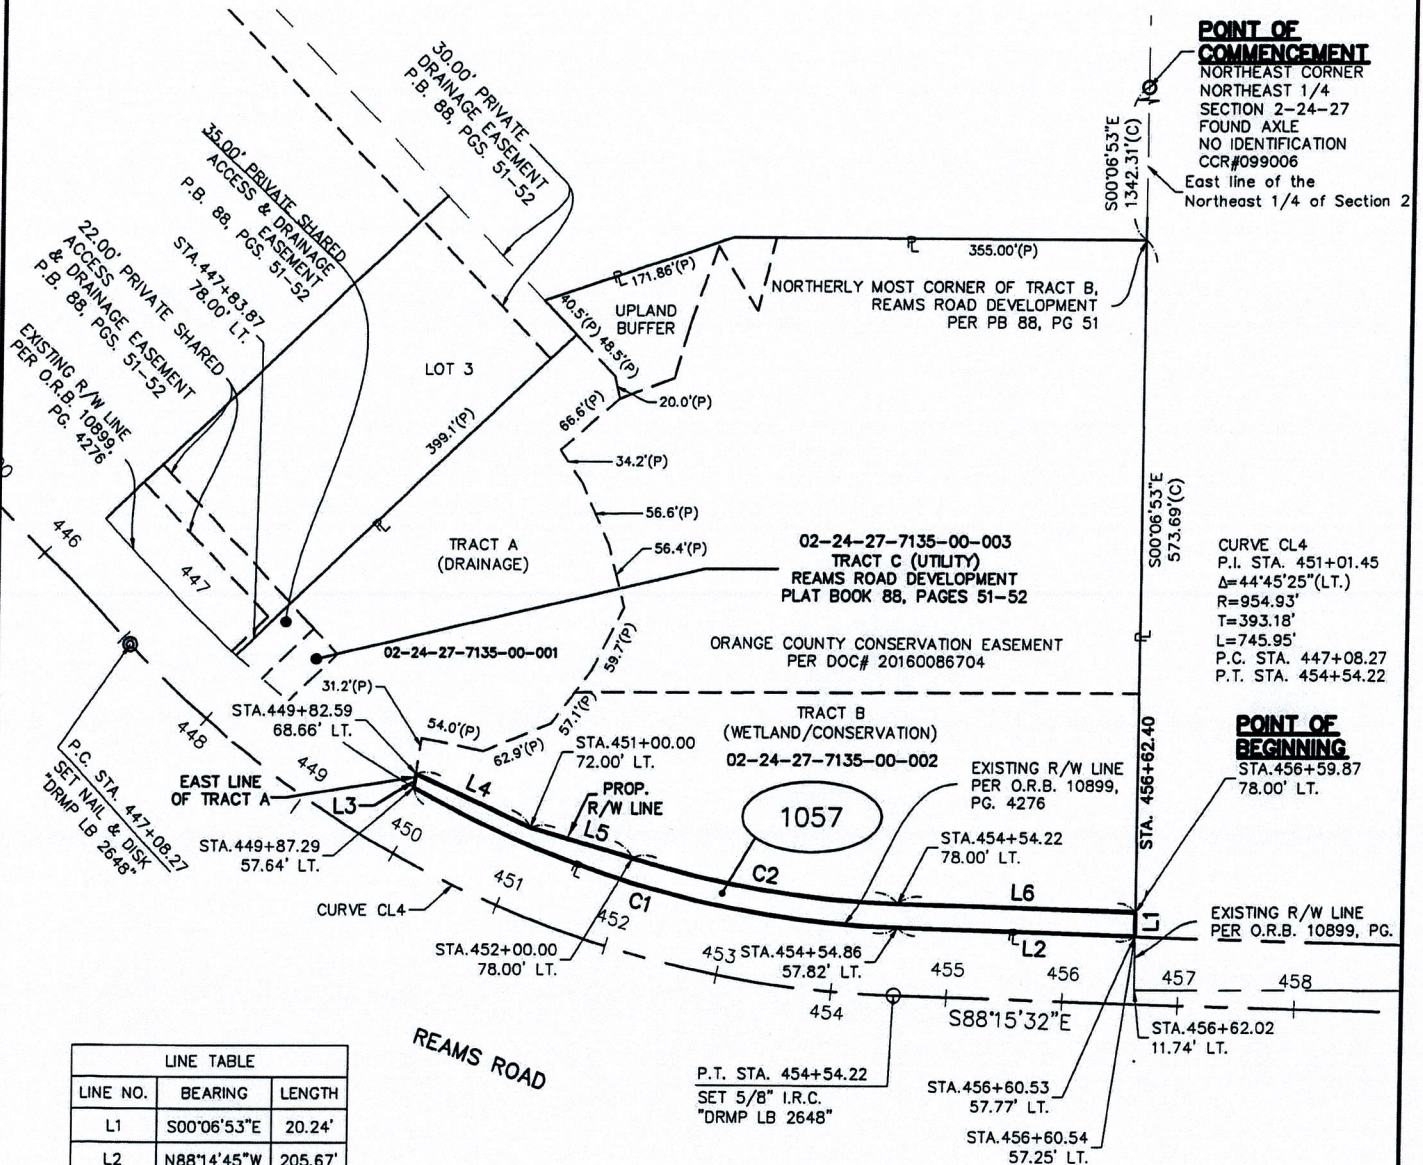 POINT OF
COMMENCEMENT
NORTHEAST CORNER
NORTHEAST 1/4
SECTION 2-24-27
FOUND AXLE
NO IDENTIFICATION
CCR#099006
East line of the
Northeast 1/4 of Section 2
S00°06'53"E
1342.31'(C)
30.00' PRIVATE
DRAINAGE EASEMENT
P.B. 88, PGS. 51-52
35.00' PRIVATE SHARED
ACCESS & DRAINAGE
EASEMENT
P.B. 88, PGS. 51-52
22.00' PRIVATE SHARED
ACCESS
& DRAINAGE EASEMENT
P.B. 88, PGS. 51-52
STA.447+83.87
78.00' LT.
EXISTING R/W LINE
PER O.R.B. 10899,
PG. 4276
PL
355.00'(P)
PL
171.86'(P)
NORTHERLY MOST CORNER OF TRACT B,
REAMS ROAD DEVELOPMENT
PER PB 88, PG 51
UPLAND
BUFFER
40.5'(P)
48.5'(P)
20.0'(P)
LOT 3
399.1'(P)
PL
66.6'(P)
34.2'(P)
56.6'(P)
56.4'(P)
TRACT A
(DRAINAGE)
02-24-27-7135-00-003
TRACT C (UTILITY)
REAMS ROAD DEVELOPMENT
PLAT BOOK 88, PAGES 51-52
S00°06'53"E
573.69'(C)
PL
CURVE CL4
P.I. STA. 451+01.45
Δ=44°45'25"(LT.)
R=954.93'
T=393.18'
L=745.95'
P.C. STA. 447+08.27
P.T. STA. 454+54.22
ORANGE COUNTY CONSERVATION EASEMENT
PER DOC# 20160086704
02-24-27-7135-00-001
59.7'(P)
57.1'(P)
31.2'(P)
54.0'(P)
62.9'(P)
STA.449+82.59
68.66' LT.
TRACT B
(WETLAND/CONSERVATION)
02-24-27-7135-00-002
STA.451+00.00
72.00' LT.
POINT OF
BEGINNING
STA.456+59.87
78.00' LT.
STA. 456+62.40
EXISTING R/W LINE
PER O.R.B. 10899,
PG. 4276
EAST LINE
OF TRACT A
L3
L4
PROP.
R/W LINE
L5
1057
STA.449+87.29
57.64' LT.
STA.454+54.22
78.00' LT.
C2
L6
L1
PL
C1
PL
L2
EXISTING R/W LINE
PER O.R.B. 10899, PG.
CURVE CL4
STA.452+00.00
78.00' LT.
STA.454+54.86
57.82' LT.
446
447
448
449
450
451
452
453
454
455
456
457
458
S88°15'32"E
P.C. STA. 447+08.27
SET NAIL & DISK
"DRMP LB 2648"
REAMS ROAD
P.T. STA. 454+54.22
SET 5/8" I.R.C.
"DRMP LB 2648"
STA.456+62.02
11.74' LT.
STA.456+60.53
57.77' LT.
STA.456+60.54
57.25' LT.
LINE TABLE
LINE NO. BEARING LENGTH
L1 S00°06'53"E 20.24'
L2 N88°14'45"W 205.67'